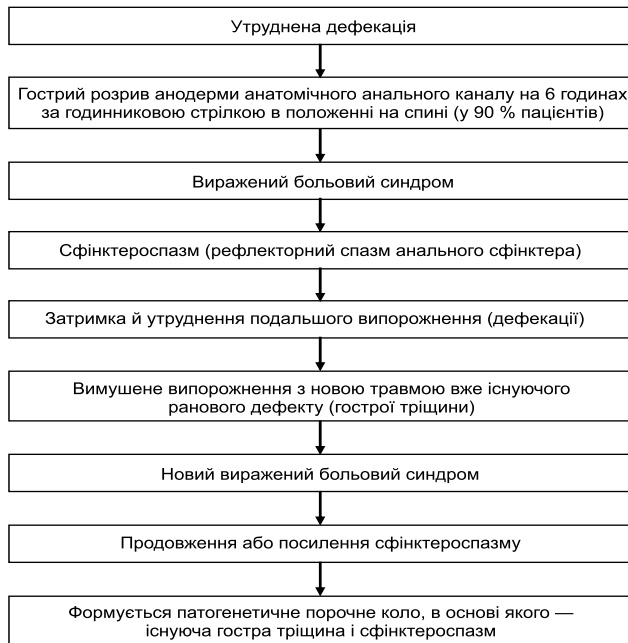 Утруднена дефекація
Гострий розрив анодерми анатомічного анального каналу на 6 годинах
за годинниковою стрілкою в положенні на спині (у 90 % пацієнтів)
Виражений больовий синдром
Сфінктероспазм (рефлекторний спазм анального сфінктера)
Затримка й утруднення подальшого випорожнення (дефекації)
Вимушене випорожнення з новою травмою вже існуючого
ранового дефекту (гострої тріщини)
Новий виражений больовий синдром
Продовження або посилення сфінктероспазму
Формується патогенетичне порочне коло, в основі якого —
існуюча гостра тріщина і сфінктероспазм